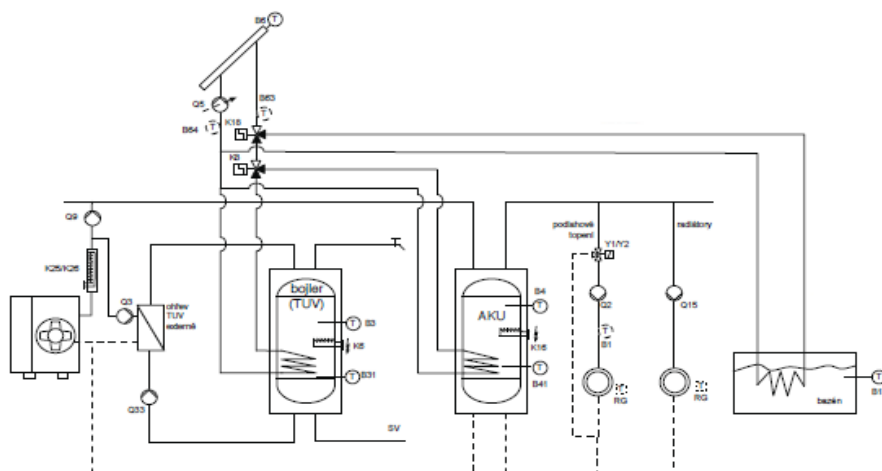 B6
T
Q5
B63
T
B64
T
K18
K8
Q9
podlahové
topení
Y1/Y2
radiátory
K25/K26
Q3
ohřev
TUV
externě
bojler
(TUV)
T
B3
K6
T
B31
B4
AKU
T
K16
T
B41
Q2
T
B1
Q15
RG
RG
T
bazén
Q33
SV